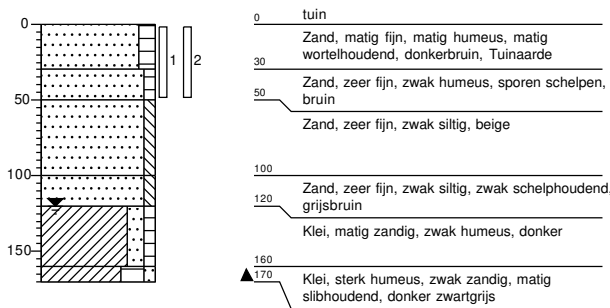 0
50
100
150
1
2
0
tuin
Zand, matig fijn, matig humeus, matig
wortelhoudend, donkerbruin, Tuinaarde
30
Zand, zeer fijn, zwak humeus, sporen schelpen,
bruin
50
Zand, zeer fijn, zwak siltig, beige
100
Zand, zeer fijn, zwak siltig, zwak schelphoudend,
grijsbruin
120
Klei, matig zandig, zwak humeus, donker
160
170
Klei, sterk humeus, zwak zandig, matig
slibhoudend, donker zwartgrijs